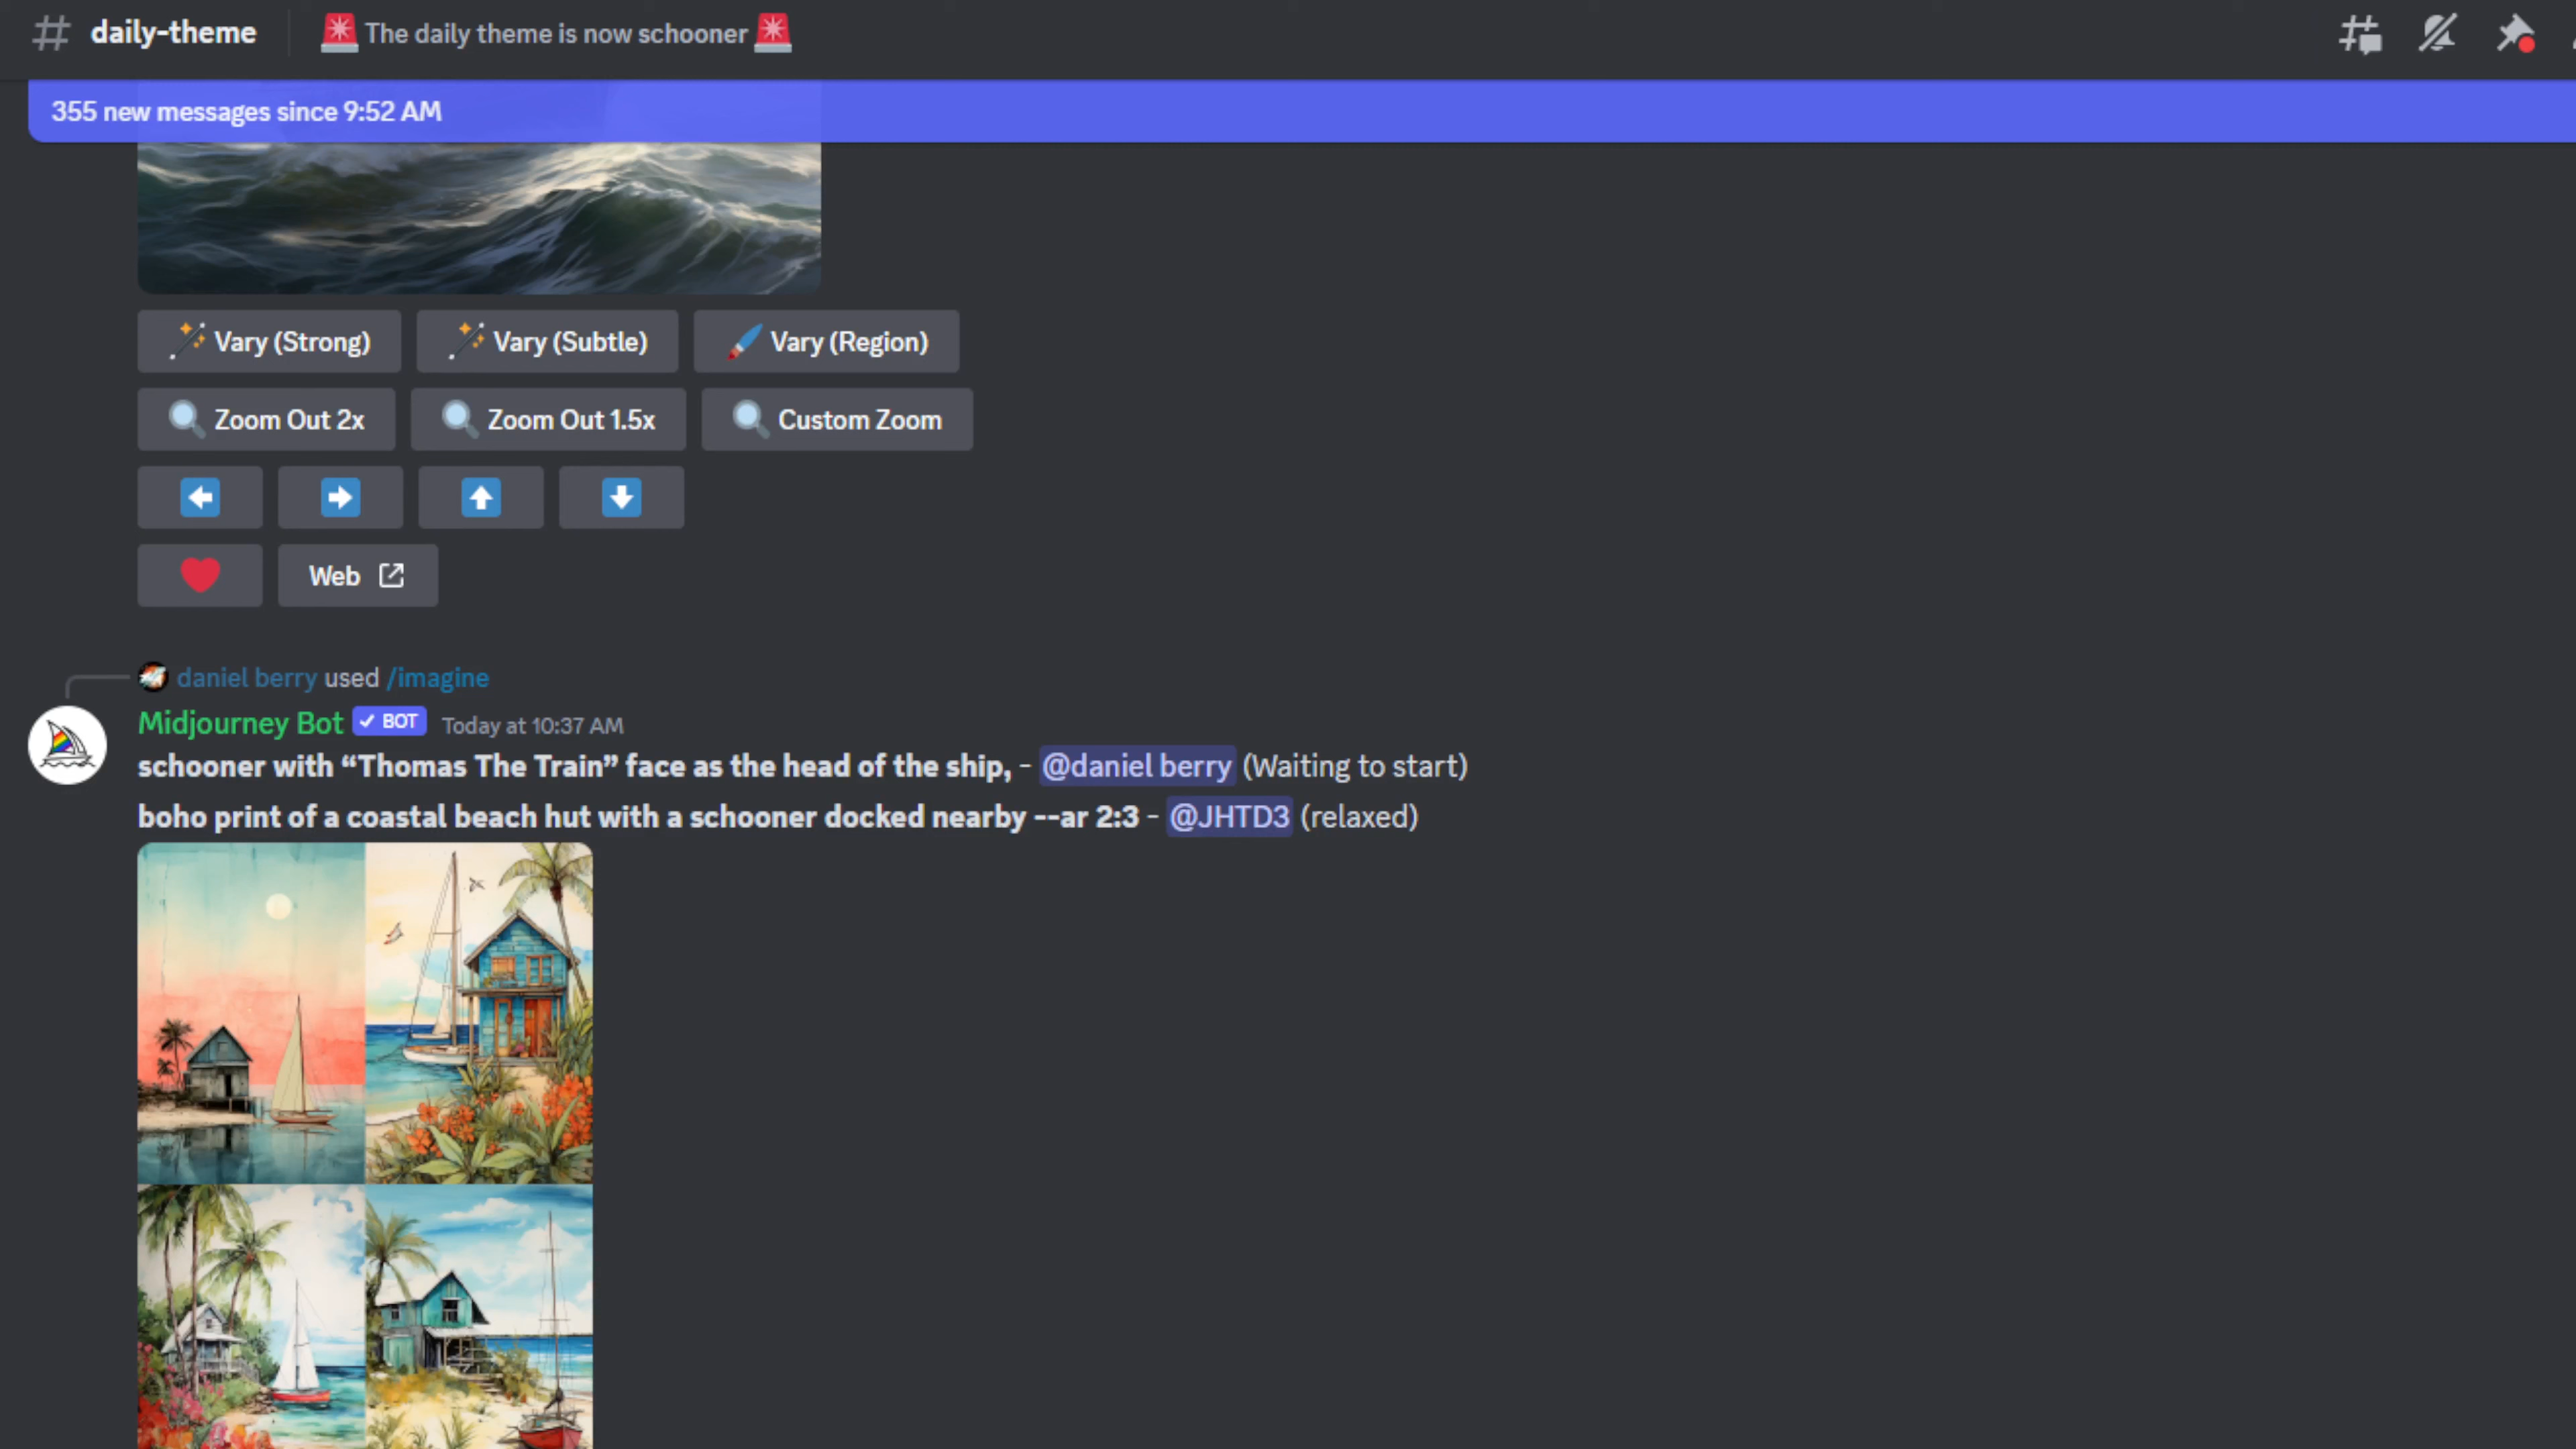 daily-theme
The daily theme is now schooner
355 new messages since 9:52 AM
Vary (Strong) Vary (Subtle) Vary (Region)
Zoom Out 2x Zoom Out 1.5x Custom Zoom
Web
daniel berry used /imagine
Midjourney Bot ✓ BOT Today at 10:37 AM
schooner with “Thomas The Train” face as the head of the ship, - @daniel berry (Waiting to start)
boho print of a coastal beach hut with a schooner docked nearby --ar 2:3 - @JHTD3 (relaxed)